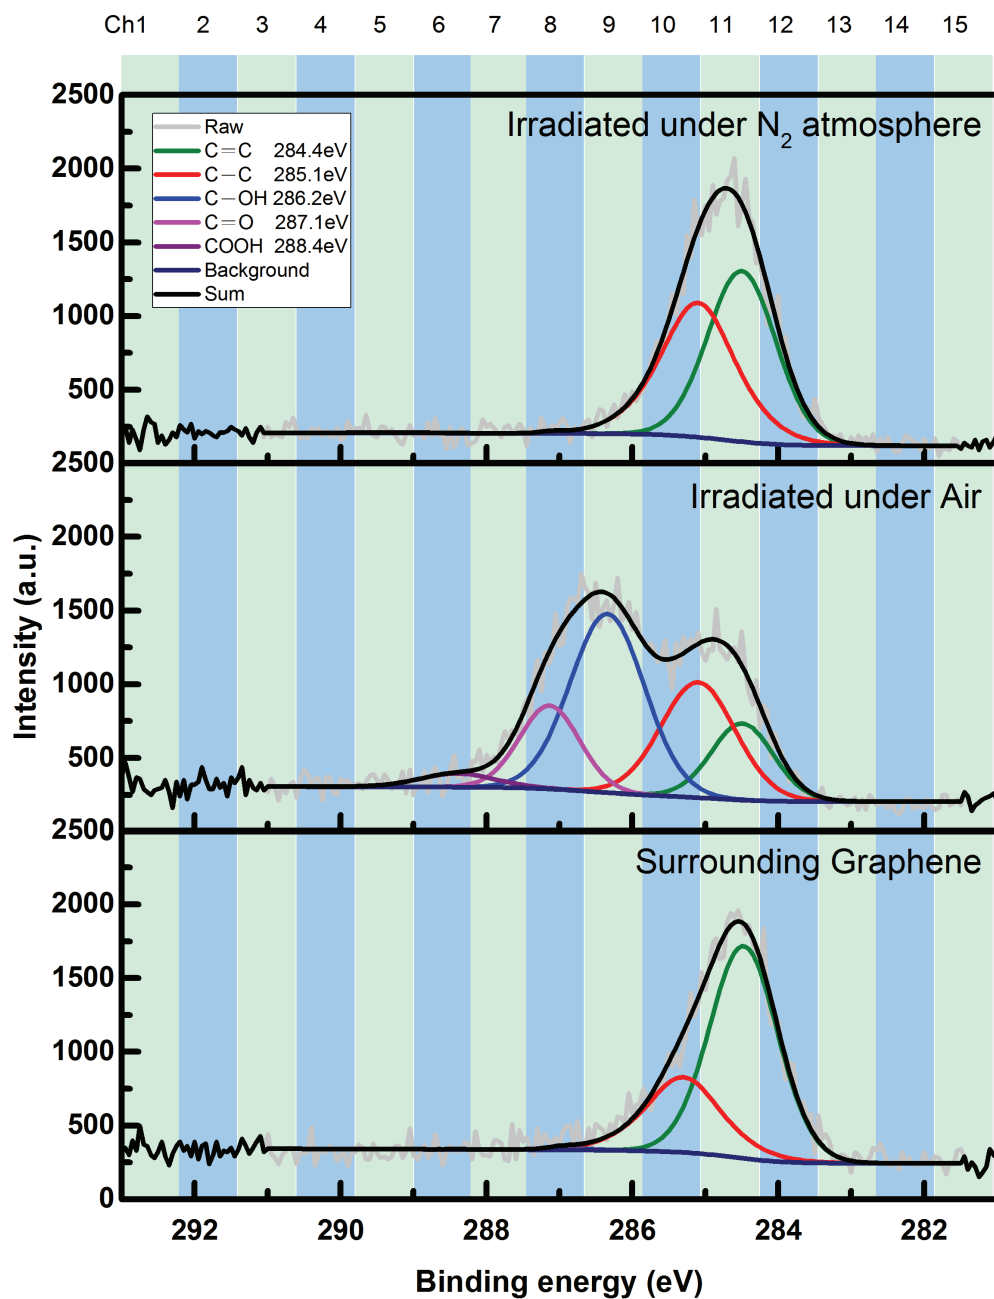 Ch1 2 3 4 5 6 7 8 9 10 11 12 13 14 15
2500
Irradiated under N2 atmosphere
Raw
C=C 284.4eV
C−C 285.1eV
C−OH 286.2eV
C=O 287.1eV
COOH 288.4eV
Background
Sum
2000
1500
1000
500
2500
Irradiated under Air
2000
1500
1000
500
2500
Surrounding Graphene
2000
1500
1000
500
0
Intensity (a.u.)
292 290 288 286 284 282
Binding energy (eV)